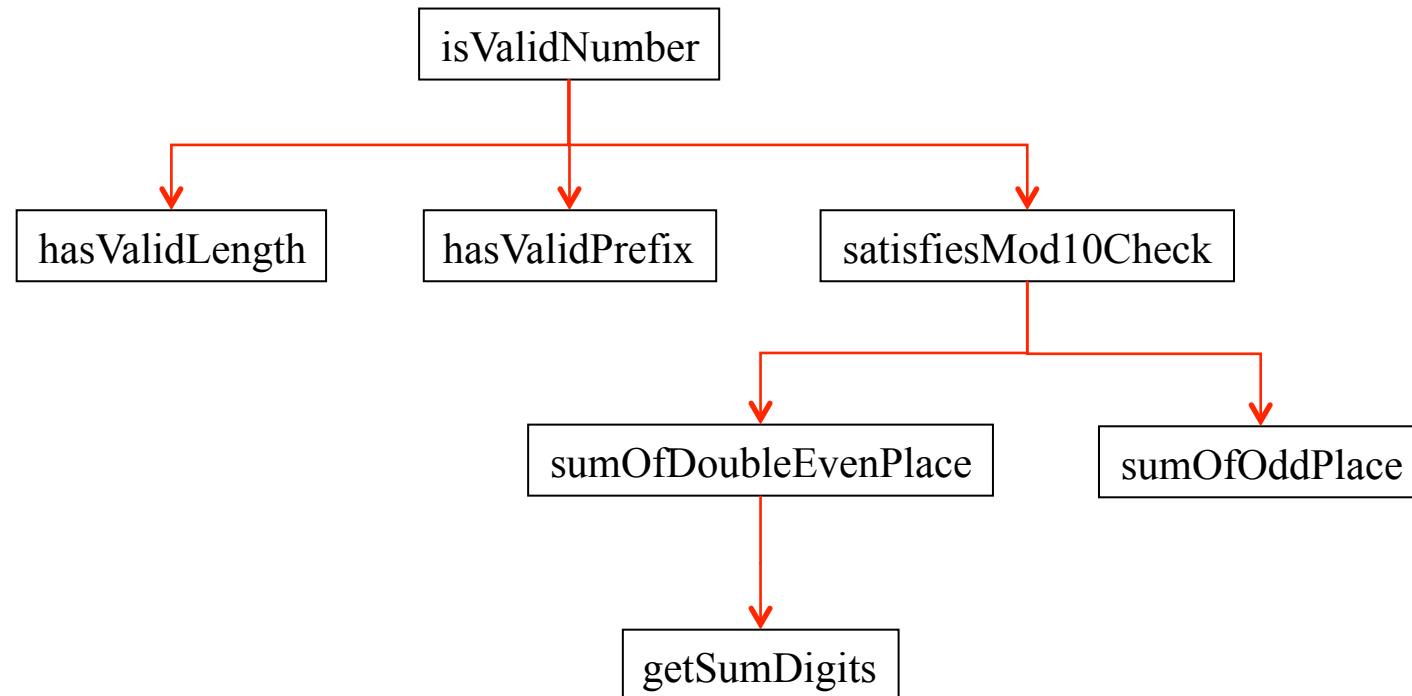 isValidNumber
hasValidLength
hasValidPrefix
satisfiesMod10Check
sumOfDoubleEvenPlace
sumOfOddPlace
getSumDigits